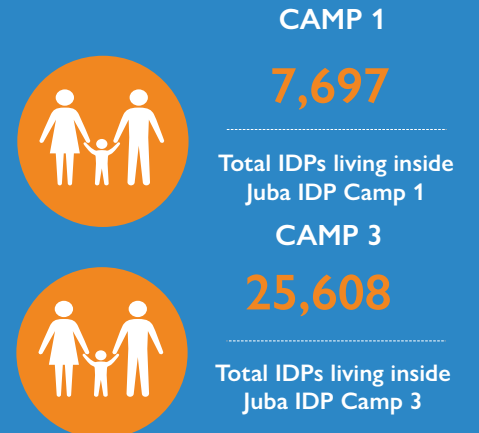 CAMP 1
7,697
Total IDPs living inside
Juba IDP Camp 1
CAMP 3
25,608
Total IDPs living inside
Juba IDP Camp 3